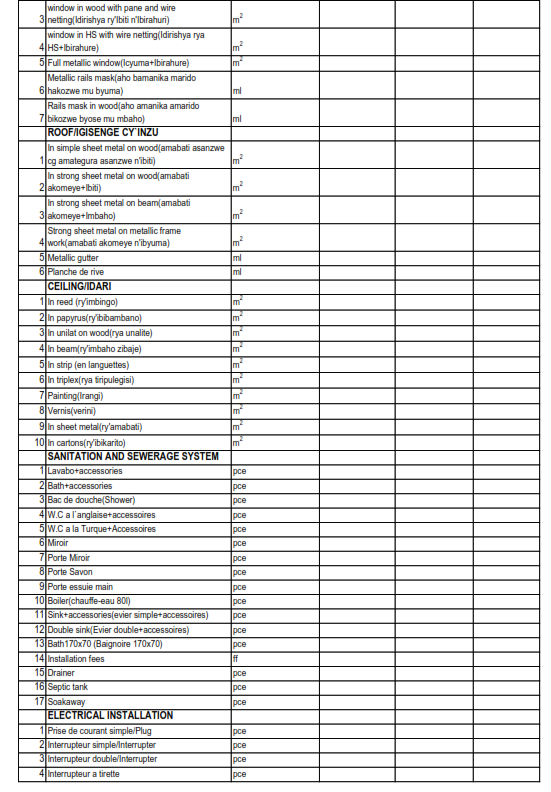 window in wood with pane and wire
3 netting(Idirishya ry'Ibiti n'Ibirahuri) m²
window in HS with wire netting(Idirishya rya
4 HS+Ibirahure) m²
5 Full metallic window(Icyuma+Ibirahure) m²
Metallic rails mask(aho bamanika marido
6 hakozwe mu byuma) ml
Rails mask in wood(aho amanika amarido
7 bikozwe byose mu mbaho) ml
ROOF/IGISENGE CY`INZU
In simple sheet metal on wood(amabati asanzwe
1 cg amategura asanzwe n'ibiti) m²
In strong sheet metal on wood(amabati
2 akomeye+Ibiti) m²
In strong sheet metal on beam(amabati
3 akomeye+Imbaho) m²
Strong sheet metal on metallic frame
4 work(amabati akomeye n'ibyuma) m²
5 Metallic gutter ml
6 Planche de rive ml
CEILING/IDARI
1 In reed (ry'imbingo) m²
2 In papyrus(ry'ibibambano) m²
3 In unilat on wood(rya unalite) m²
4 In beam(ry'imbaho zibaje) m²
5 In strip (en languettes) m²
6 In triplex(rya tiripulegisi) m²
7 Painting(Irangi) m²
8 Vernis(verini) m²
9 In sheet metal(ry'amabati) m²
10 In cartons(ry'ibikarito) m²
SANITATION AND SEWERAGE SYSTEM
1 Lavabo+accessories pce
2 Bath+accessories pce
3 Bac de douche(Shower) pce
4 W.C a l`anglaise+accessoires pce
5 W.C a la Turque+Accessoires pce
6 Miroir pce
7 Porte Miroir pce
8 Porte Savon pce
9 Porte essuie main pce
10 Boiler(chauffe-eau 80l) pce
11 Sink+accessories(evier simple+accessoires) pce
12 Double sink(Evier double+accessoires) pce
13 Bath170x70 (Baignoire 170x70) pce
14 Installation fees ff
15 Drainer pce
16 Septic tank pce
17 Soakaway pce
ELECTRICAL INSTALLATION
1 Prise de courant simple/Plug pce
2 Interrupteur simple/Interrupter pce
3 Interrupteur double/Interrupter pce
4 Interrupteur a tirette pce